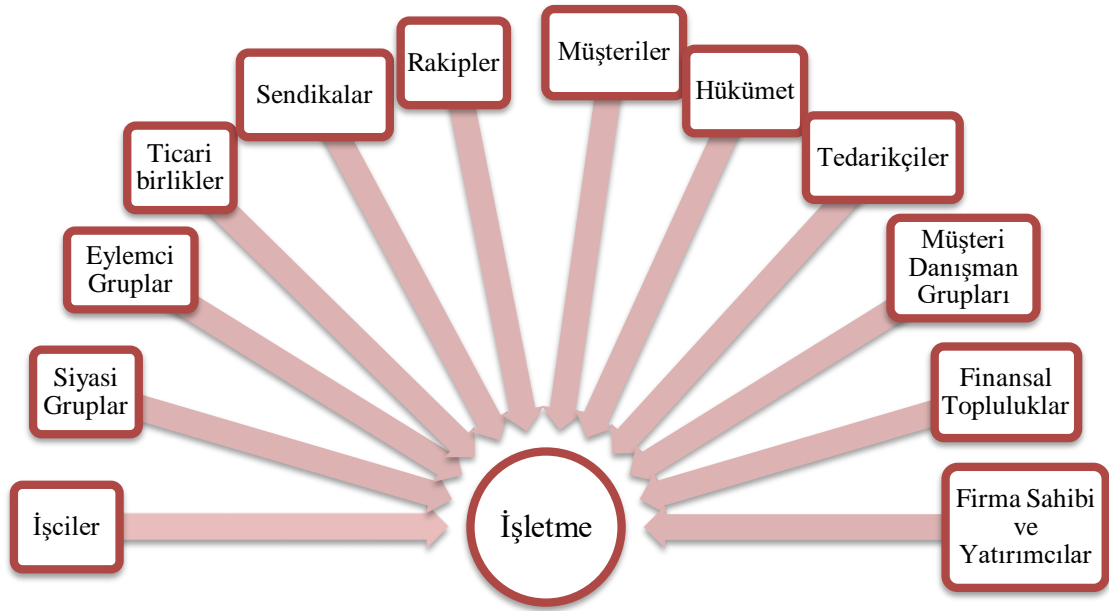 Rakipler
Müşteriler
Sendikalar
Hükümet
Ticari
birlikler
Tedarikçiler
Eylemci
Gruplar
Müşteri
Danışman
Grupları
Siyasi
Gruplar
Finansal
Topluluklar
İşciler
İşletme
Firma Sahibi
ve
Yatırımcılar